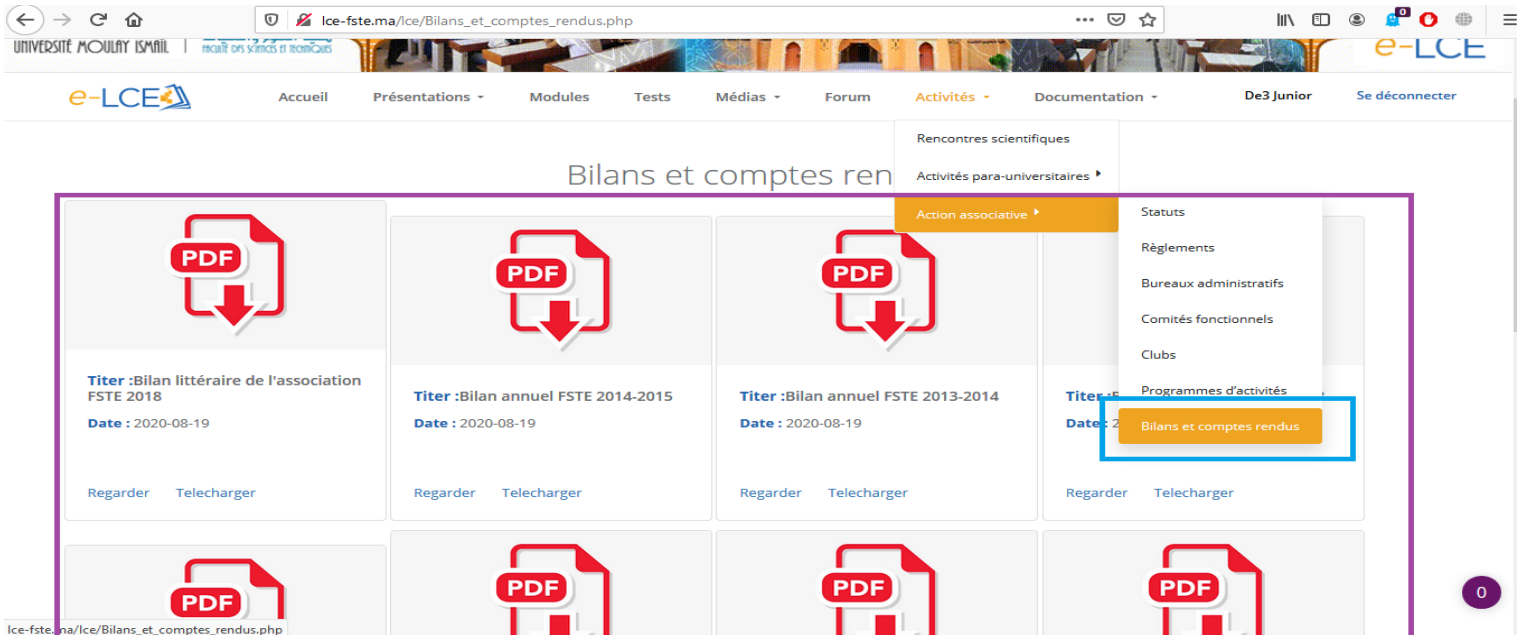 lce-fste.ma/lce/Bilans_et_comptes_rendus.php
0
UNIVERSITÉ MOULAY ISMAÏL
FACULTÉ DES SCIENCES ET TECHNIQUES
e-LCE
e-LCE
Accueil
Présentations
Modules
Tests
Médias
Forum
Activités
Documentation
De3 Junior
Se déconnecter
Rencontres scientifiques
Activités para-universitaires
Action associative
Statuts
Règlements
Bureaux administratifs
Comités fonctionnels
Clubs
Programmes d'activités
Bilans et comptes rendus
Bilans et comptes ren
PDF
Titer :Bilan littéraire de l'association
FSTE 2018
Date : 2020-08-19
Regarder Telecharger
PDF
Titer :Bilan annuel FSTE 2014-2015
Date : 2020-08-19
Regarder Telecharger
PDF
Titer :Bilan annuel FSTE 2013-2014
Date : 2020-08-19
Regarder Telecharger
Titer
Date: 2
Regarder Telecharger
PDF
PDF
PDF
PDF
0
lce-fste.ma/lce/Bilans_et_comptes_rendus.php